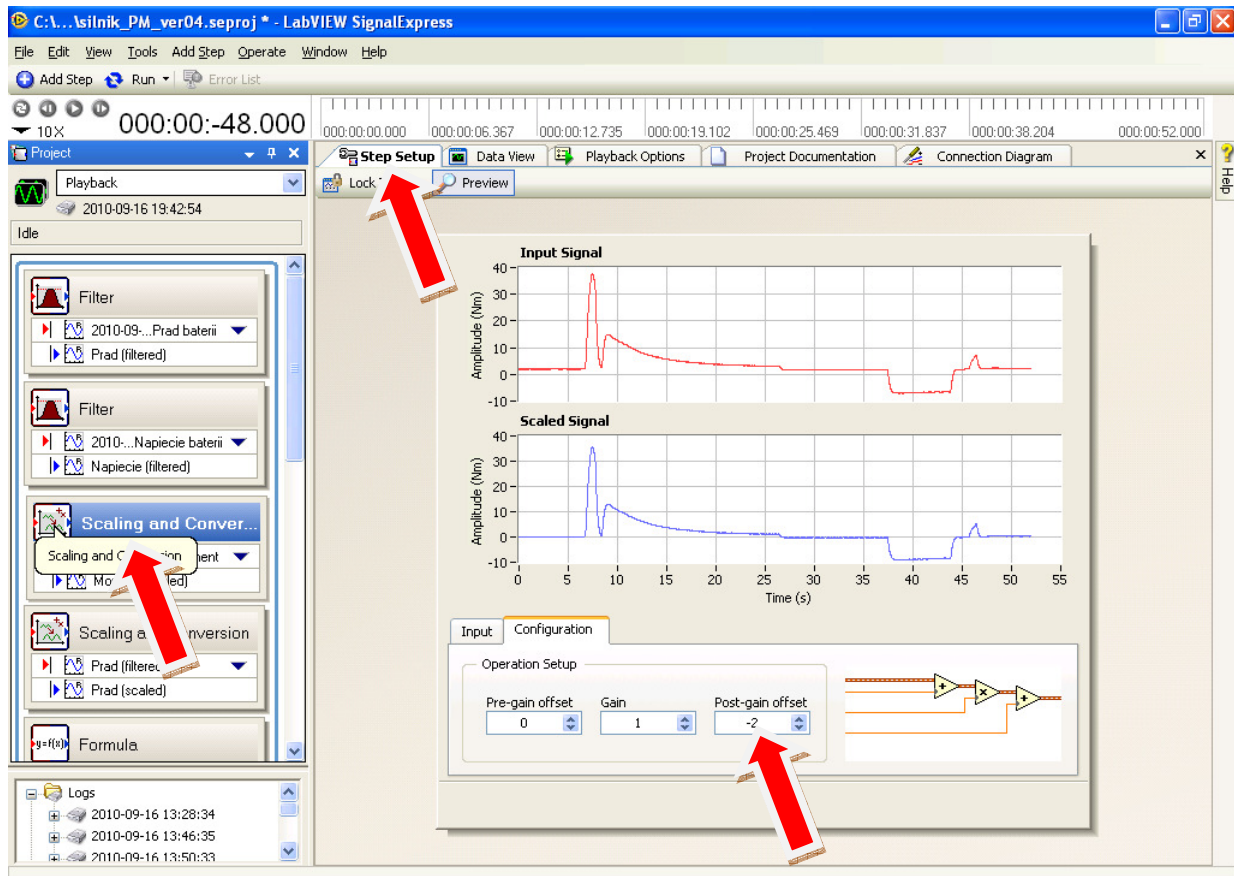 C:\...\silnik_PM_ver04.seproj * - LabVIEW SignalExpress
File Edit View Tools Add Step Operate Window Help
Add Step Run Error List
10X 000:00:-48.000
000:00:00.000 000:00:06.367 000:00:12.735 000:00:19.102 000:00:25.469 000:00:31.837 000:00:38.204 000:00:52.000
Project
Step Setup Data View Playback Options Project Documentation Connection Diagram
Help
Playback
Lock Preview
2010-09-16 19:42:54
Idle
Filter
2010-09-...Prad baterii
Prad (filtered)
Filter
2010-...Napiecie baterii
Napiecie (filtered)
Scaling and Conver...
Scaling and
Scaling
Prad (filtered
Prad (scaled)
y=f(x) Formula
Logs
2010-09-16 13:28:34
2010-09-16 13:46:35
2010-09-16 13:50:33
Input Signal
Amplitude (Nm)
40
30
20
10
0
-10
Scaled Signal
Amplitude (Nm)
40
30
20
10
0
-10
0 5 10 15 20 25 30 35 40 45 50 55
Time (s)
Input Configuration
Operation Setup
Pre-gain offset Gain Post-gain offset
0 1 -2
+ x +